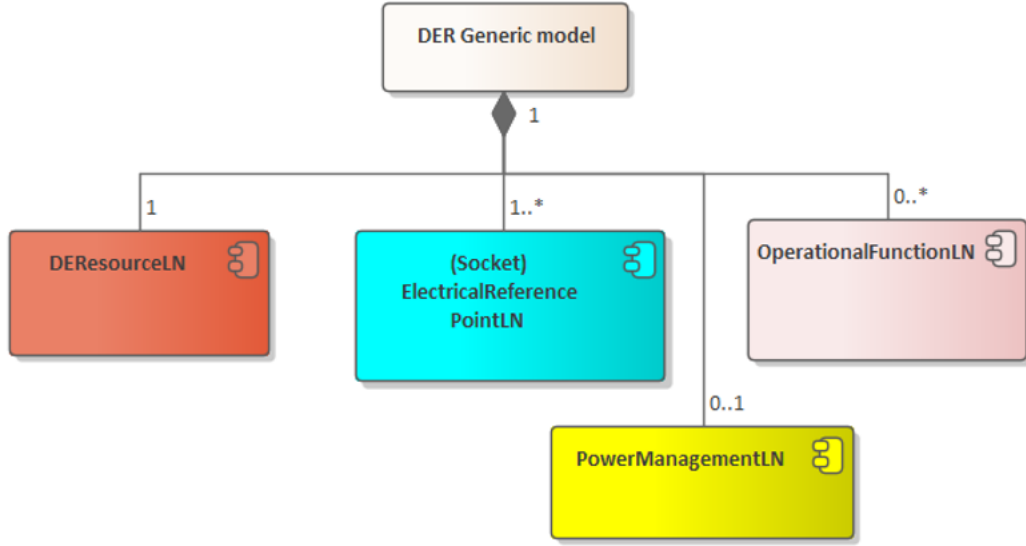 DER Generic model
1
1
1..*
0..*
DEResourceLN
(Socket)
ElectricalReference
PointLN
OperationalFunctionLN
0..1
PowerManagementLN